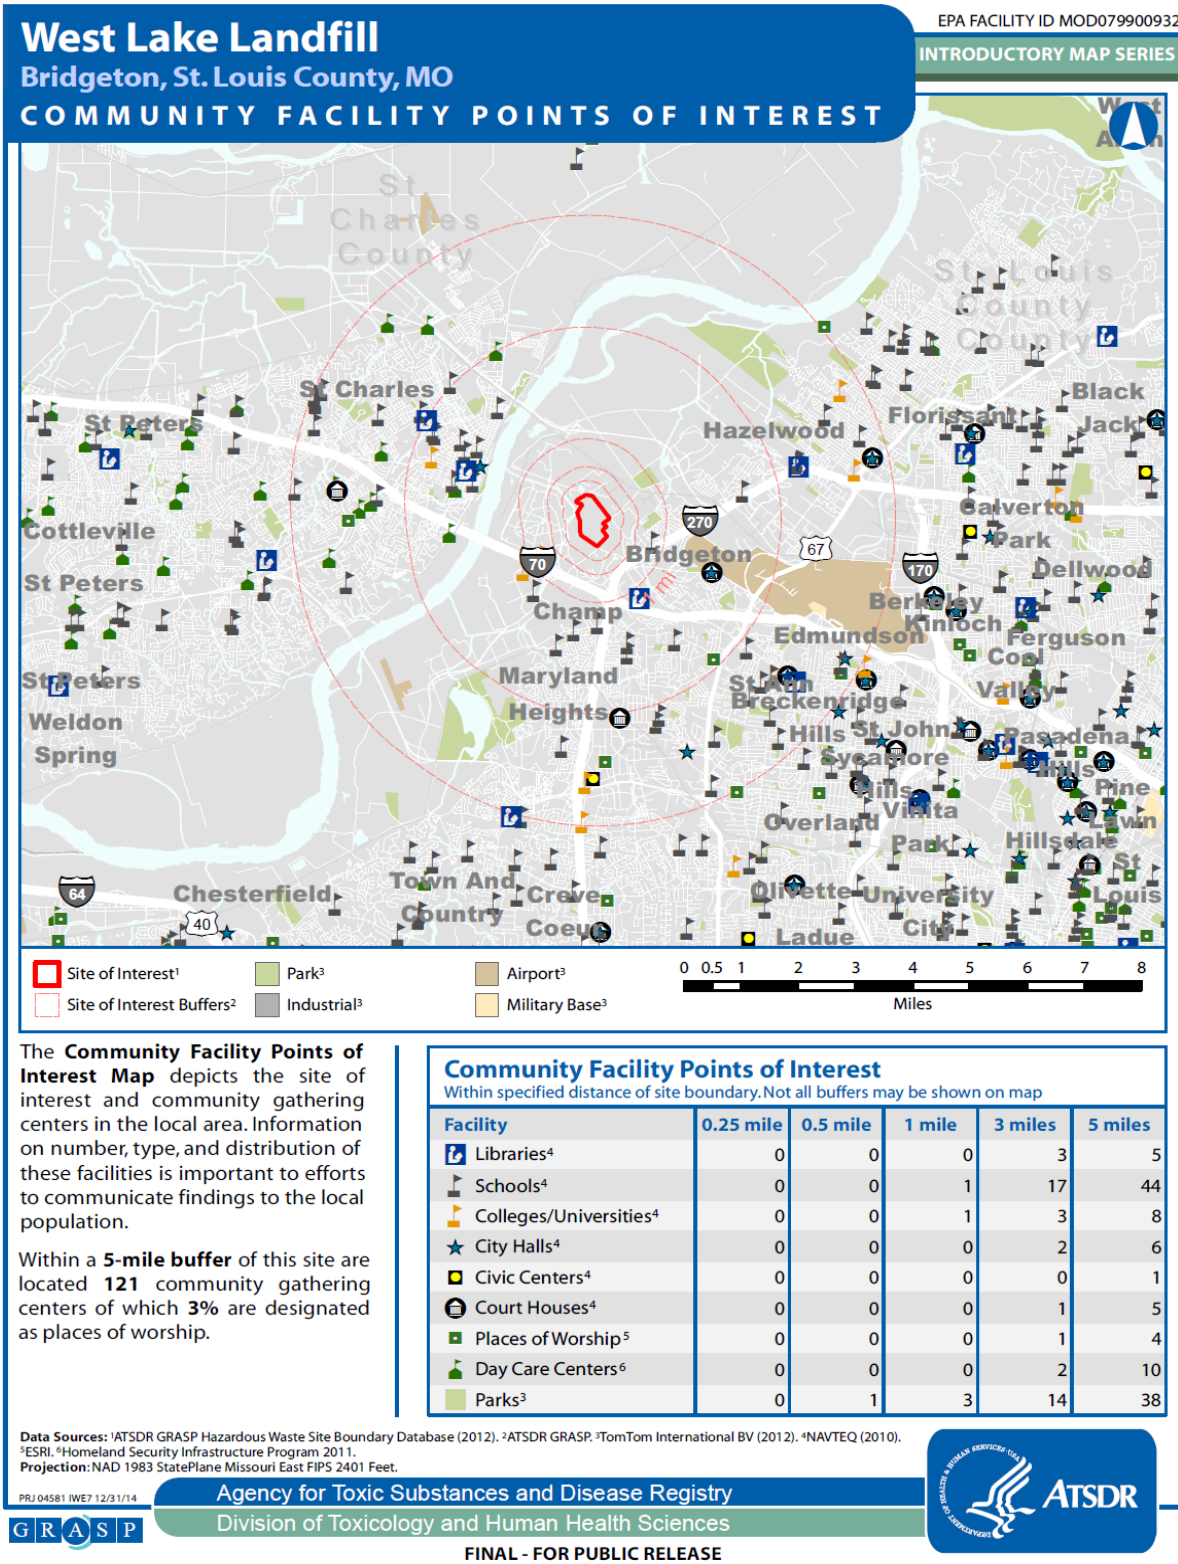 West Lake Landfill
Bridgeton, St. Louis County, MO
COMMUNITY FACILITY POINTS OF INTEREST
EPA FACILITY ID MOD079900932
INTRODUCTORY MAP SERIES
St. Charles County
St. Louis County
County
St Charles
St Peters
Black Jack
Florissant
Hazelwood
Calverton Park
Cottleville
270
Bridgeton
67
70
170
1 mi
St Peters
Dellwood
Champ
Berkeley
Kinloch
Edmundson
Ferguson
Cool Valley
Maryland Heights
St Ann
St Peters
Breckenridge Hills
Weldon Spring
St John
Pasadena Hills
Sycamore Hills
Pine Lawn
Vinita Park
Overland
Hillsdale
St Louis
64
Chesterfield
Town And Country
Creve Coeur
Olivette
University City
40
Ladue
Site of Interest¹
Park³
Airport³
0 0.5 1 2 3 4 5 6 7 8
Site of Interest Buffers²
Industrial³
Military Base³
Miles
The Community Facility Points of
Interest Map depicts the site of
interest and community gathering
centers in the local area. Information
on number, type, and distribution of
these facilities is important to efforts
to communicate findings to the local
population.
Within a 5-mile buffer of this site are
located 121 community gathering
centers of which 3% are designated
as places of worship.
Community Facility Points of Interest
Within specified distance of site boundary. Not all buffers may be shown on map
Facility 0.25 mile 0.5 mile 1 mile 3 miles 5 miles
Libraries⁴ 0 0 0 3 5
Schools⁴ 0 0 1 17 44
Colleges/Universities⁴ 0 0 1 3 8
City Halls⁴ 0 0 0 2 6
Civic Centers⁴ 0 0 0 0 1
Court Houses⁴ 0 0 0 1 5
Places of Worship⁵ 0 0 0 1 4
Day Care Centers⁶ 0 0 0 2 10
Parks³ 0 1 3 14 38
Data Sources: ¹ATSDR GRASP Hazardous Waste Site Boundary Database (2012). ²ATSDR GRASP. ³TomTom International BV (2012). ⁴NAVTEQ (2010).
⁵ESRI. ⁶Homeland Security Infrastructure Program 2011.
Projection: NAD 1983 StatePlane Missouri East FIPS 2401 Feet.
PRJ 04581 IWE7 12/31/14
Agency for Toxic Substances and Disease Registry
Division of Toxicology and Human Health Sciences
GRASP
DEPARTMENT OF HEALTH & HUMAN SERVICES · USA
ATSDR
FINAL - FOR PUBLIC RELEASE